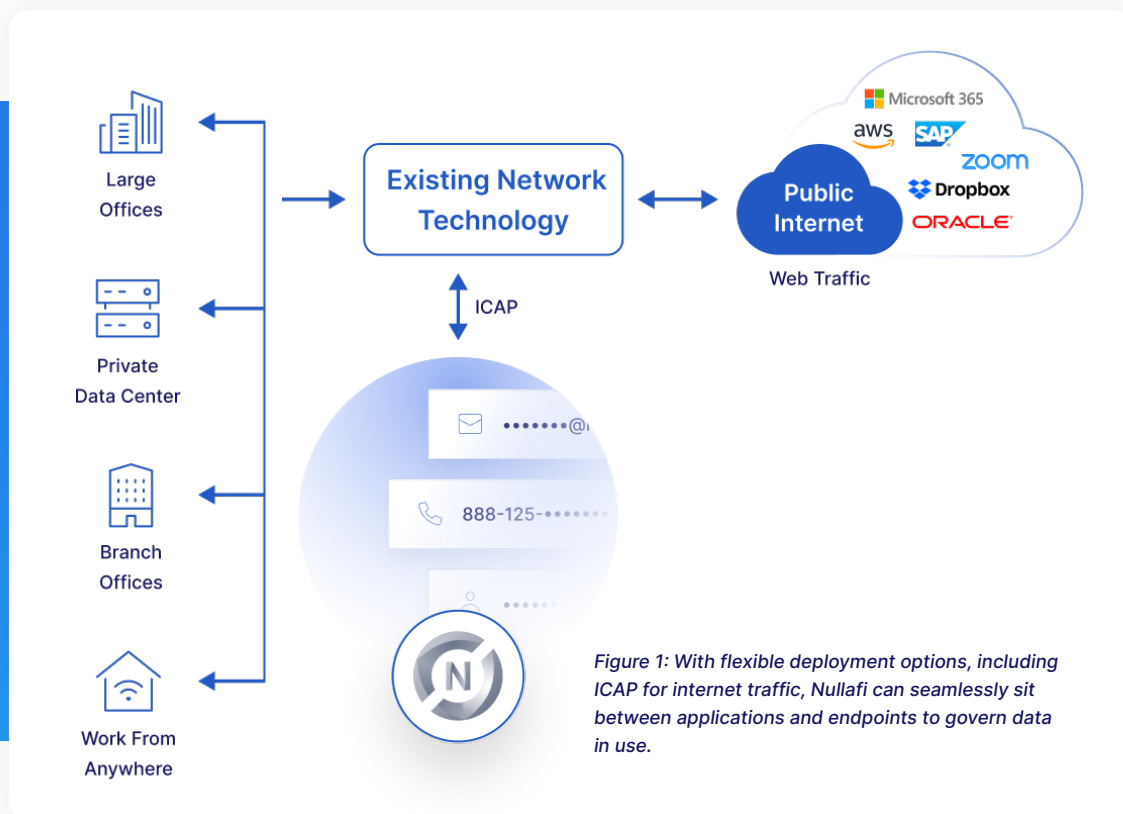 Large
Offices
Private
Data Center
Branch
Offices
Work From
Anywhere
Existing Network
Technology
ICAP
•••••••@
888-125-•••••••
••••••
N
Microsoft 365
aws
SAP
zoom
Dropbox
ORACLE
Public
Internet
Web Traffic
Figure 1: With flexible deployment options, including
ICAP for internet traffic, Nullafi can seamlessly sit
between applications and endpoints to govern data
in use.